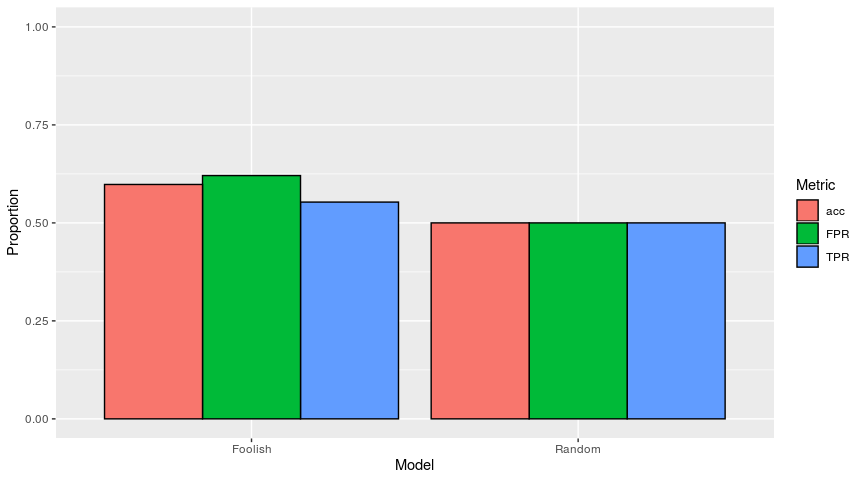 1.00
0.75
0.50
0.25
0.00
Proportion
Foolish
Random
Model
Metric
acc
FPR
TPR